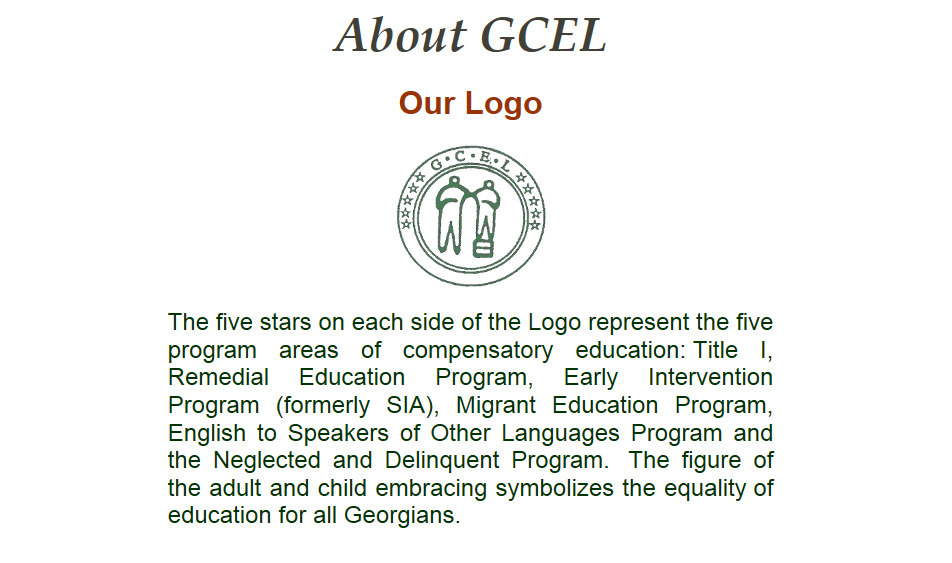 About GCEL
Our Logo
G·C·E·L
The five stars on each side of the Logo represent the five
program areas of compensatory education: Title I,
Remedial Education Program, Early Intervention
Program (formerly SIA), Migrant Education Program,
English to Speakers of Other Languages Program and
the Neglected and Delinquent Program.  The figure of
the adult and child embracing symbolizes the equality of
education for all Georgians.